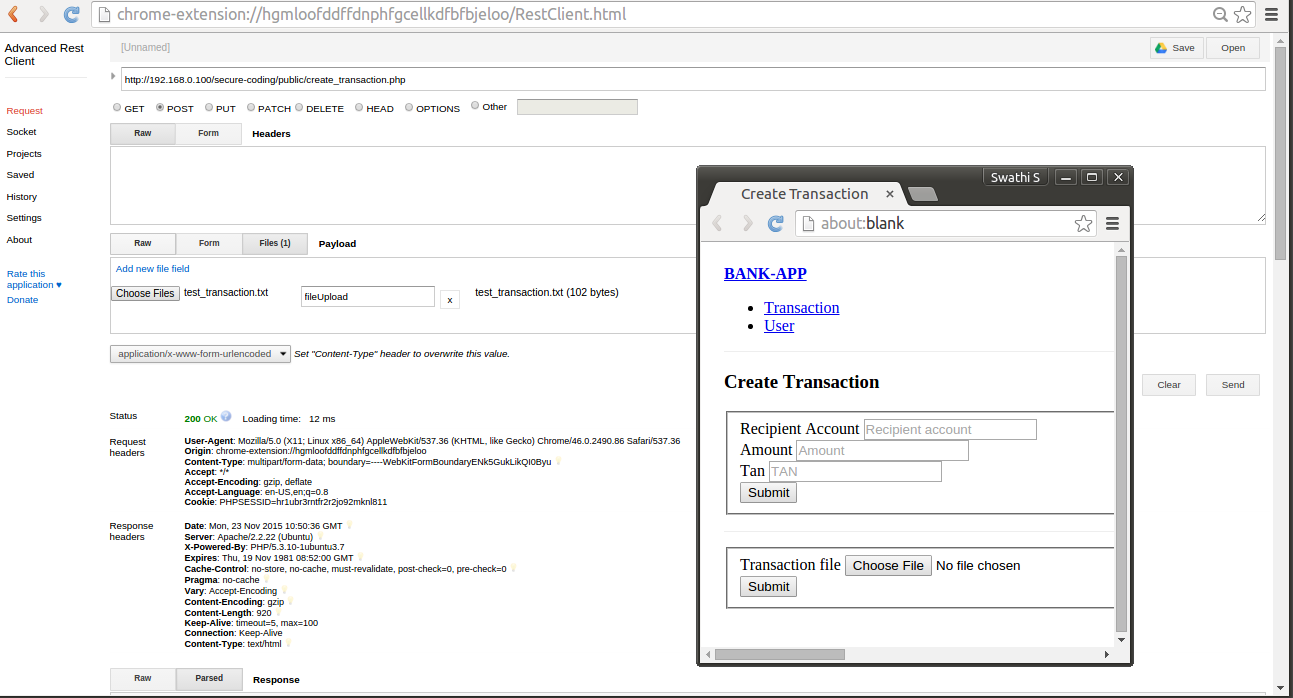 chrome-extension://hgmloofddffdnphfgcellkdfbfbjeloo/RestClient.html
Advanced Rest
Client
[Unnamed]
Save
Open
http://192.168.0.100/secure-coding/public/create_transaction.php
GET POST PUT PATCH DELETE HEAD OPTIONS Other
Request
Socket
Projects
Saved
History
Settings
About
Rate this
application ♥
Donate
Raw Form Headers
Raw Form Files (1) Payload
Add new file field
Choose Files test_transaction.txt fileUpload x test_transaction.txt (102 bytes)
application/x-www-form-urlencoded Set "Content-Type" header to overwrite this value.
Clear Send
Status 200 OK ? Loading time: 12 ms
Request
headers
User-Agent: Mozilla/5.0 (X11; Linux x86_64) AppleWebKit/537.36 (KHTML, like Gecko) Chrome/46.0.2490.86 Safari/537.36
Origin: chrome-extension://hgmloofddffdnphfgcellkdfbfbjeloo
Content-Type: multipart/form-data; boundary=----WebKitFormBoundaryENk5GukLikQI0Byu
Accept: */*
Accept-Encoding: gzip, deflate
Accept-Language: en-US,en;q=0.8
Cookie: PHPSESSID=hr1ubr3rntfr2r2jo92mknl811
Response
headers
Date: Mon, 23 Nov 2015 10:50:36 GMT
Server: Apache/2.2.22 (Ubuntu)
X-Powered-By: PHP/5.3.10-1ubuntu3.7
Expires: Thu, 19 Nov 1981 08:52:00 GMT
Cache-Control: no-store, no-cache, must-revalidate, post-check=0, pre-check=0
Pragma: no-cache
Vary: Accept-Encoding
Content-Encoding: gzip
Content-Length: 920
Keep-Alive: timeout=5, max=100
Connection: Keep-Alive
Content-Type: text/html
Raw Parsed Response
Swathi S
Create Transaction
about:blank
BANK-APP
Transaction
User
Create Transaction
Recipient Account Recipient account
Amount Amount
Tan TAN
Submit
Transaction file Choose File No file chosen
Submit